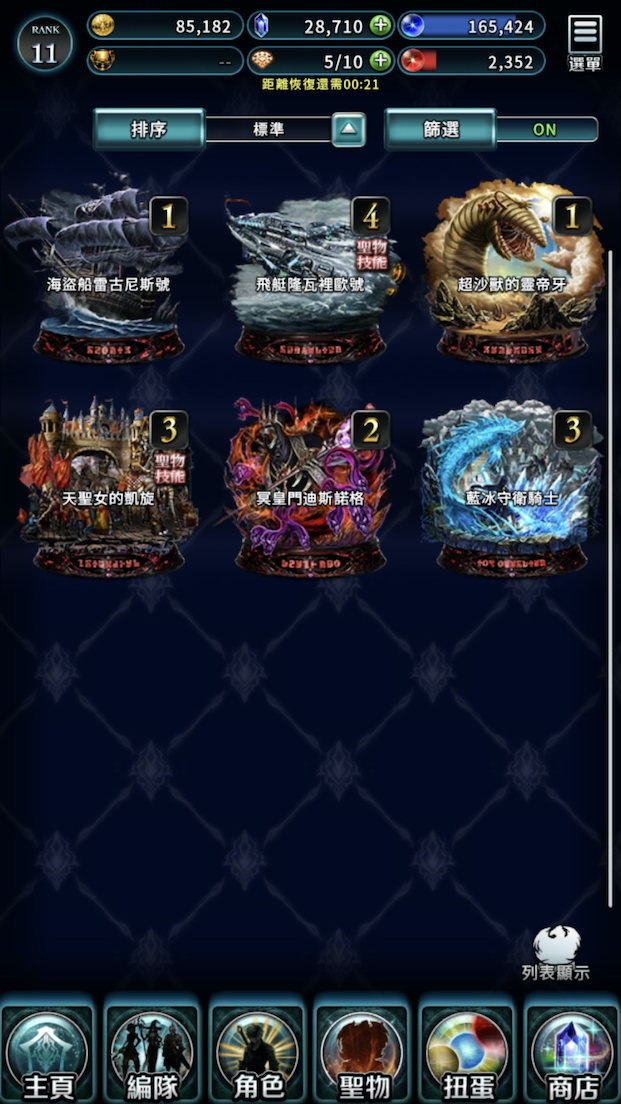 RANK
11
85,182
28,710
165,424
--
5/10
2,352
選單
距離恢復還需00:21
排序
標準
篩選
ON
1
4
1
聖物
技能
海盜船雷古尼斯號
飛艇隆瓦裡歐號
超沙獸的靈帝牙
3
2
3
聖物
技能
天聖女的凱旋
冥皇門迪斯諾格
藍冰守衛騎士
列表顯示
主頁
編隊
角色
聖物
扭蛋
商店